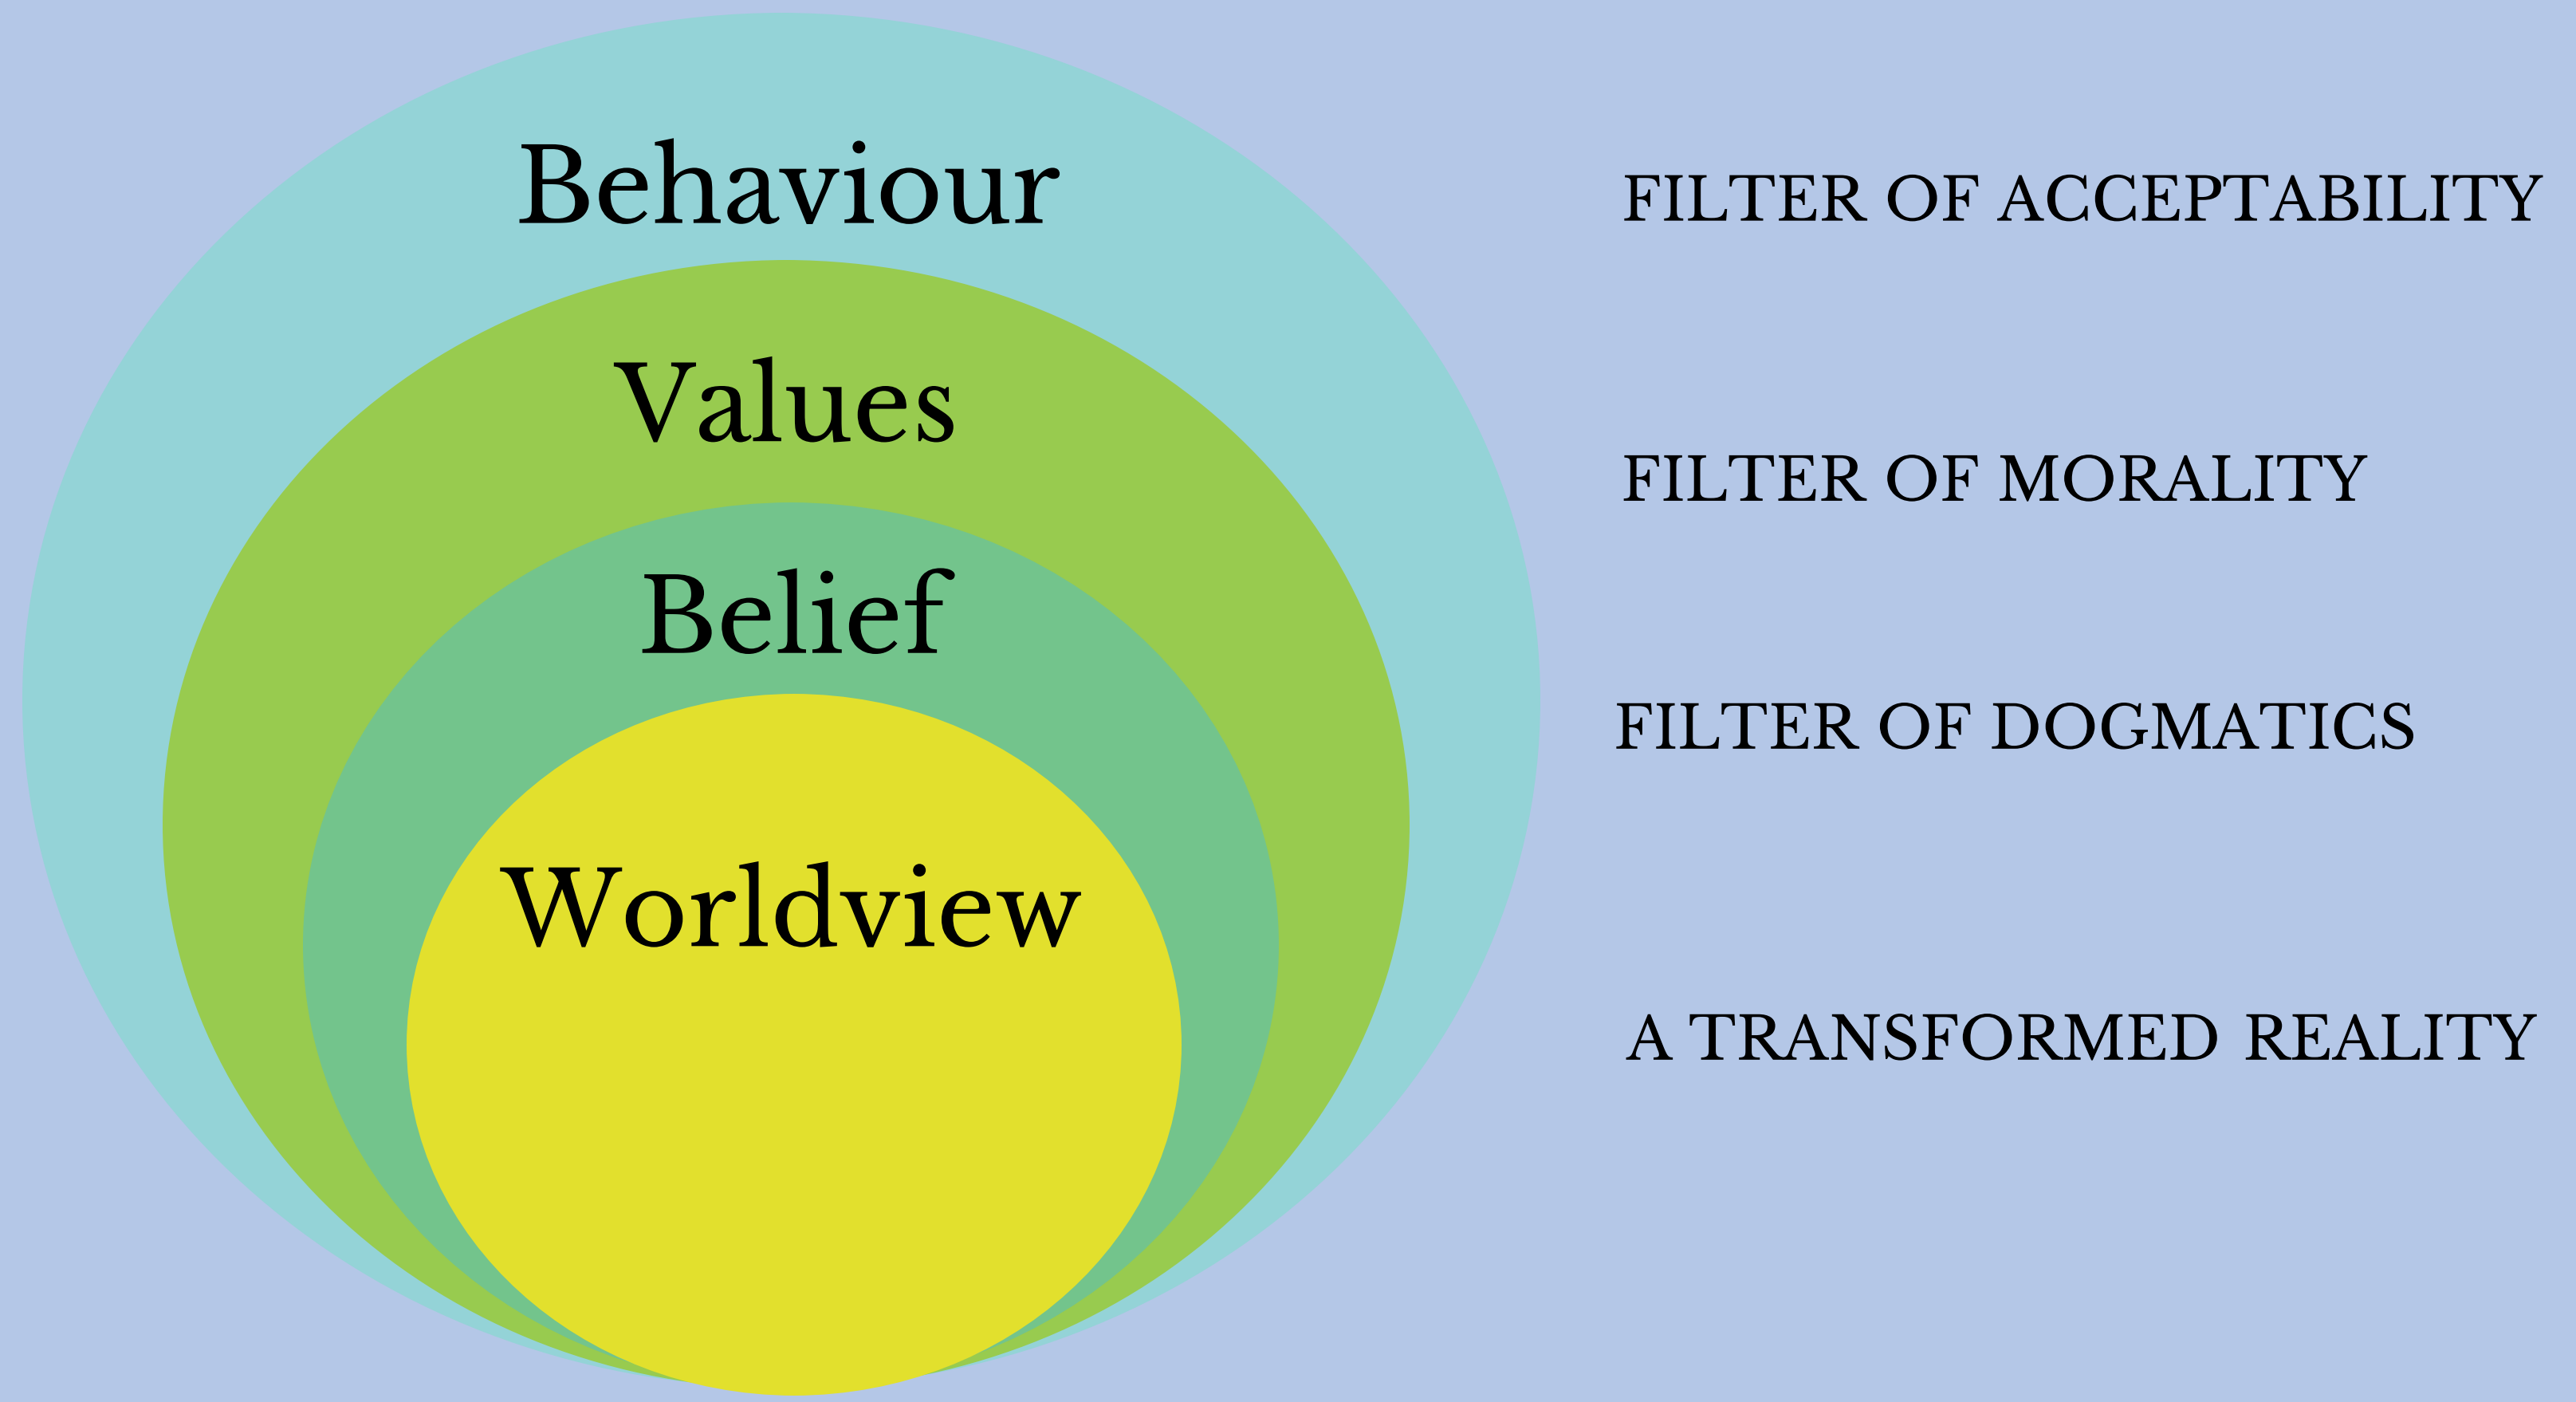 Behaviour
FILTER OF ACCEPTABILITY
Values
FILTER OF MORALITY
Belief
FILTER OF DOGMATICS
Worldview
A TRANSFORMED REALITY